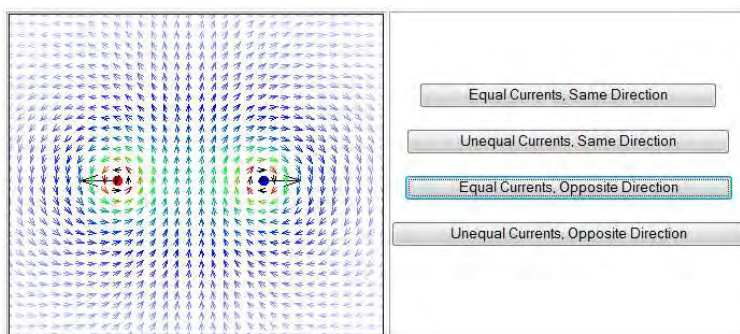 Equal Currents, Same Direction
Unequal Currents, Same Direction
Equal Currents, Opposite Direction
Unequal Currents, Opposite Direction